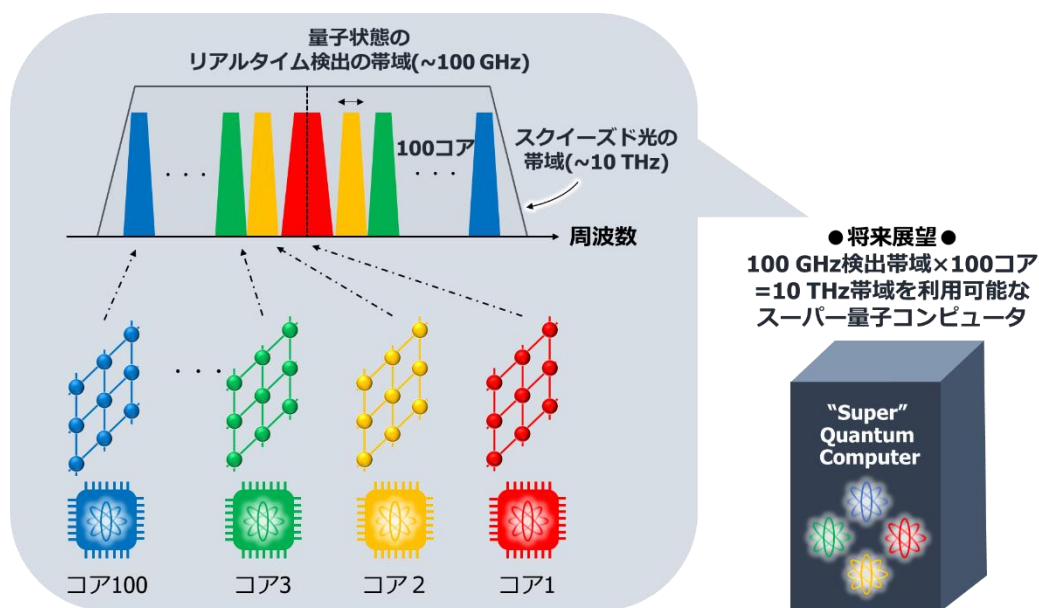 量子状態の
リアルタイム検出の帯域(~100 GHz)
100コア
スクイーズド光の
帯域(~10 THz)
・・・
・・・
周波数
・・・
コア100
コア3
コア２
コア1
●将来展望●
100 GHz検出帯域×100コア
=10 THz帯域を利用可能な
スーパー量子コンピュータ
“Super”
Quantum
Computer